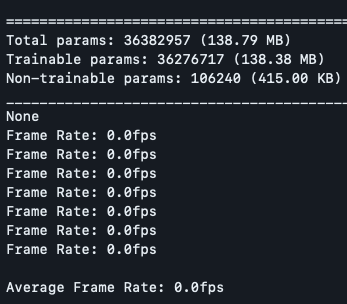 ==========================================
Total params: 36382957 (138.79 MB)
Trainable params: 36276717 (138.38 MB)
Non-trainable params: 106240 (415.00 KB)
__________________________________________
None
Frame Rate: 0.0fps
Frame Rate: 0.0fps
Frame Rate: 0.0fps
Frame Rate: 0.0fps
Frame Rate: 0.0fps
Frame Rate: 0.0fps
Frame Rate: 0.0fps
Average Frame Rate: 0.0fps